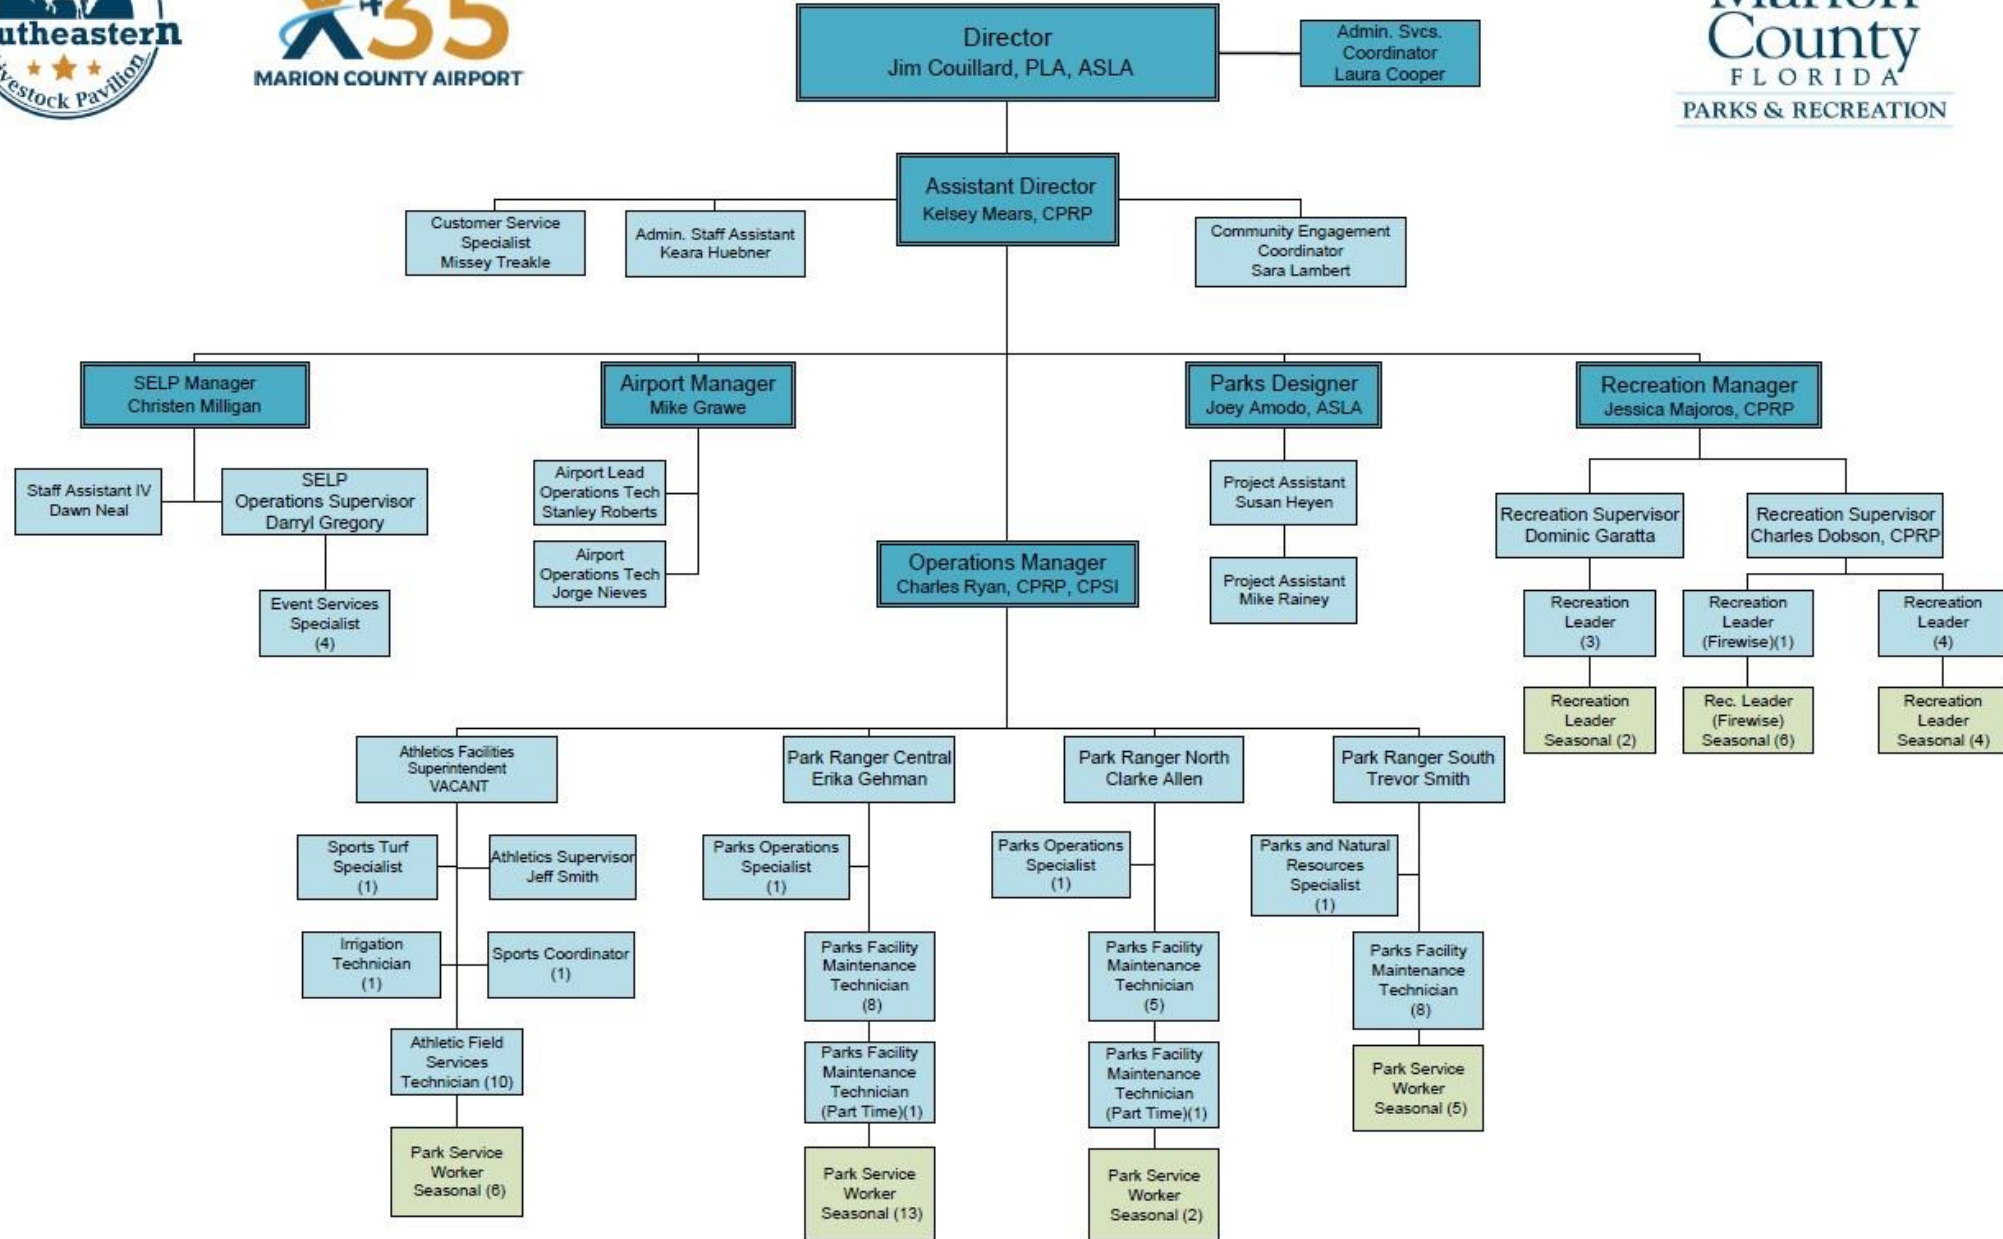 MARION COUNTY AIRPORT
County
FLORIDA
PARKS & RECREATION
Director
Jim Couillard, PLA, ASLA
Admin. Svcs.
Coordinator
Laura Cooper
Assistant Director
Kelsey Mears, CPRP
Customer Service
Specialist
Missey Treakle
Admin. Staff Assistant
Keara Huebner
Community Engagement
Coordinator
Sara Lambert
SELP Manager
Christen Milligan
Airport Manager
Mike Grawe
Parks Designer
Joey Amodo, ASLA
Recreation Manager
Jessica Majoros, CPRP
Staff Assistant IV
Dawn Neal
SELP
Operations Supervisor
Darryl Gregory
Event Services
Specialist
(4)
Airport Lead
Operations Tech
Stanley Roberts
Airport
Operations Tech
Jorge Nieves
Operations Manager
Charles Ryan, CPRP, CPSI
Project Assistant
Susan Heyen
Project Assistant
Mike Rainey
Recreation Supervisor
Dominic Garatta
Recreation Supervisor
Charles Dobson, CPRP
Recreation
Leader
(3)
Recreation
Leader
(Firewise)(1)
Recreation
Leader
(4)
Recreation
Leader
Seasonal (2)
Rec. Leader
(Firewise)
Seasonal (6)
Recreation
Leader
Seasonal (4)
Athletics Facilities
Superintendent
VACANT
Park Ranger Central
Erika Gehman
Park Ranger North
Clarke Allen
Park Ranger South
Trevor Smith
Sports Turf
Specialist
(1)
Athletics Supervisor
Jeff Smith
Irrigation
Technician
(1)
Sports Coordinator
(1)
Athletic Field
Services
Technician (10)
Park Service
Worker
Seasonal (6)
Parks Operations
Specialist
(1)
Parks Facility
Maintenance
Technician
(8)
Parks Facility
Maintenance
Technician
(Part Time)(1)
Park Service
Worker
Seasonal (13)
Parks Operations
Specialist
(1)
Parks Facility
Maintenance
Technician
(5)
Parks Facility
Maintenance
Technician
(Part Time)(1)
Park Service
Worker
Seasonal (2)
Parks and Natural
Resources
Specialist
(1)
Parks Facility
Maintenance
Technician
(8)
Park Service
Worker
Seasonal (5)